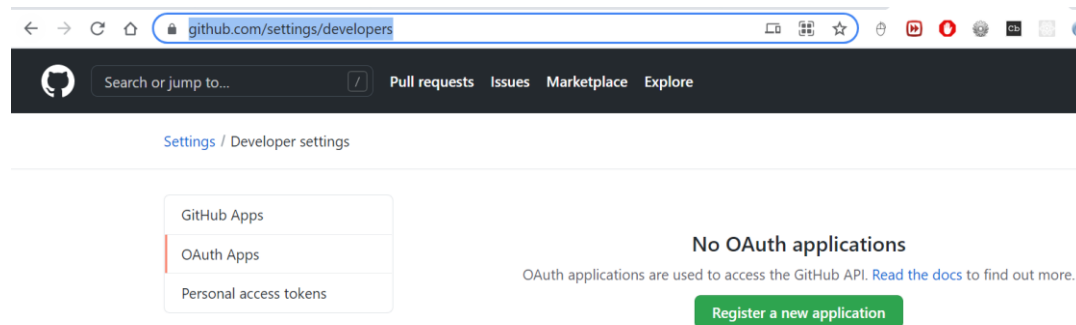 github.com/settings/developers
Cb
Search or jump to... / Pull requests Issues Marketplace Explore
Settings / Developer settings
GitHub Apps
OAuth Apps
Personal access tokens
No OAuth applications
OAuth applications are used to access the GitHub API. Read the docs to find out more.
Register a new application